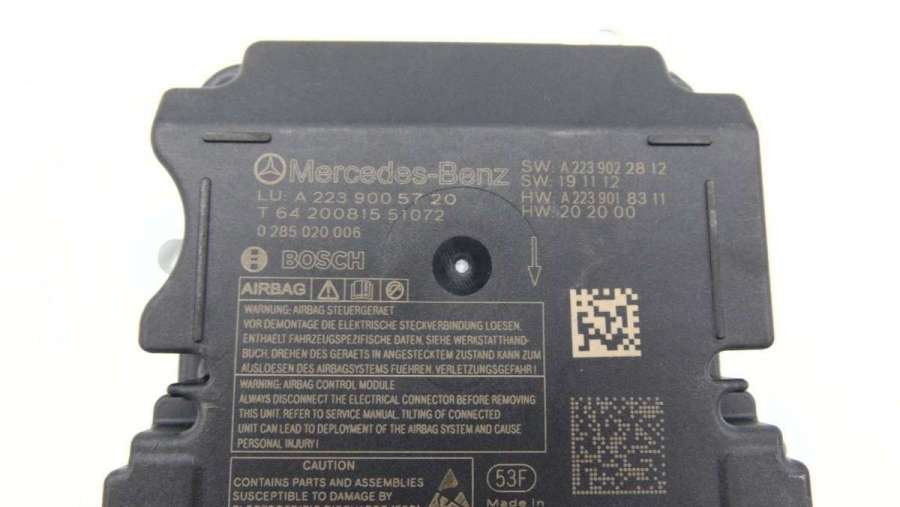 Mercedes-Benz
LU: A 223 900 57 20
T 64 200815 51072
0 285 020 006
SW: A 223 902 28 12
SW: 19 11 12
HW: A 223 901 83 11
HW: 20 20 00
BOSCH
AIRBAG
WARNUNG: AIRBAG STEUERGERAET
VOR DEMONTAGE DIE ELEKTRISCHE STECKVERBINDUNG LOESEN.
ENTHAELT FAHRZEUGSPEZIFISCHE DATEN, SIEHE WERKSTATTHAND-
BUCH. DREHEN DES GERAETS IN ANGESTECKTEM ZUSTAND KANN ZUM
AUSLOESEN DES AIRBAGSYSTEMS FUEHREN. VERLETZUNGSGEFAHR!
WARNING: AIRBAG CONTROL MODULE
ALWAYS DISCONNECT THE ELECTRICAL CONNECTOR BEFORE REMOVING
THIS UNIT. REFER TO SERVICE MANUAL. TILTING OF CONNECTED
UNIT CAN LEAD TO DEPLOYMENT OF THE AIRBAG SYSTEM AND CAUSE
PERSONAL INJURY!
CAUTION
CONTAINS PARTS AND ASSEMBLIES
SUSCEPTIBLE TO DAMAGE BY
53F
Made in